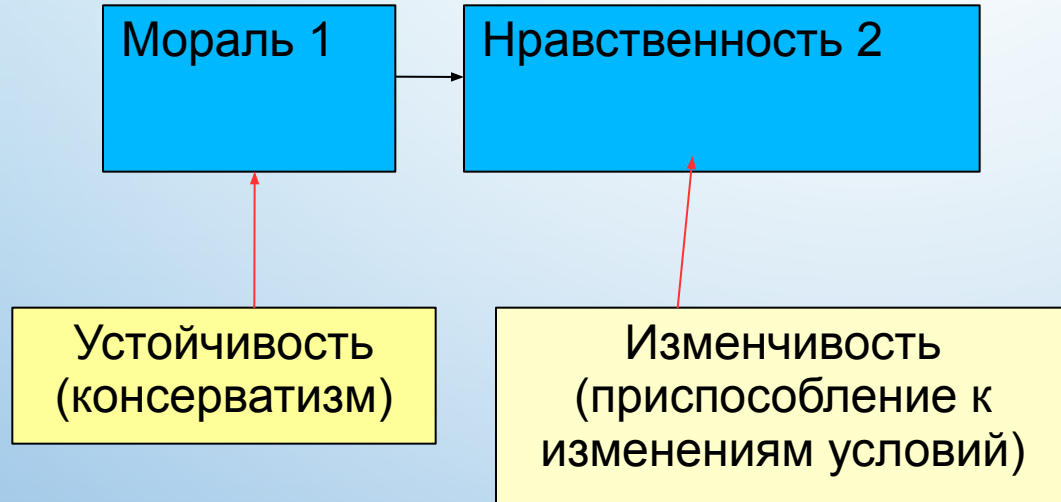 Мораль 1
Нравственность 2
Устойчивость
(консерватизм)
Изменчивость
(приспособление к
изменениям условий)